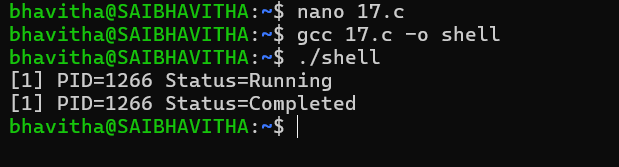 bhavitha@SAIBHAVITHA:~$ nano 17.c
bhavitha@SAIBHAVITHA:~$ gcc 17.c -o shell
bhavitha@SAIBHAVITHA:~$ ./shell
[1] PID=1266 Status=Running
[1] PID=1266 Status=Completed
bhavitha@SAIBHAVITHA:~$